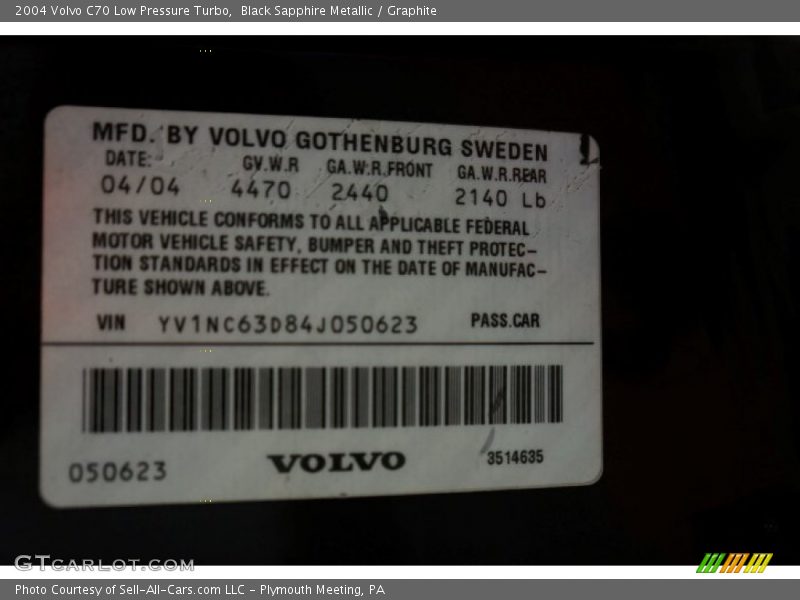 2004 Volvo C70 Low Pressure Turbo,  Black Sapphire Metallic / Graphite
MFD. BY VOLVO GOTHENBURG SWEDEN
DATE: GV.W.R GA.W.R.FRONT GA.W.R.REAR
04/04 4470 2440 2140 Lb
THIS VEHICLE CONFORMS TO ALL APPLICABLE FEDERAL
MOTOR VEHICLE SAFETY, BUMPER AND THEFT PROTEC-
TION STANDARDS IN EFFECT ON THE DATE OF MANUFAC-
TURE SHOWN ABOVE.
VIN YV1NC63D84J050623 PASS.CAR
050623 VOLVO 3514635
GTCARLOT.COM
Photo Courtesy of Sell-All-Cars.com LLC - Plymouth Meeting, PA